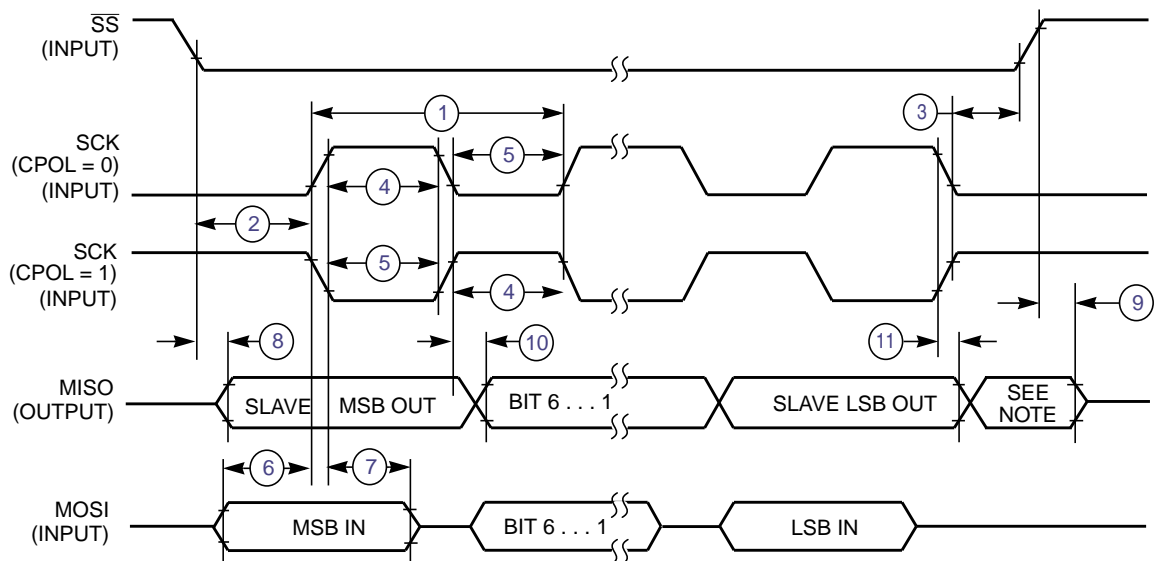 SS
(INPUT)
1
3
SCK
(CPOL = 0)
(INPUT)
5
4
2
SCK
(CPOL = 1)
(INPUT)
5
4
9
8
10
11
MISO
(OUTPUT)
SLAVE MSB OUT
BIT 6 . . . 1
SLAVE LSB OUT
SEE
NOTE
6
7
MOSI
(INPUT)
MSB IN
BIT 6 . . . 1
LSB IN